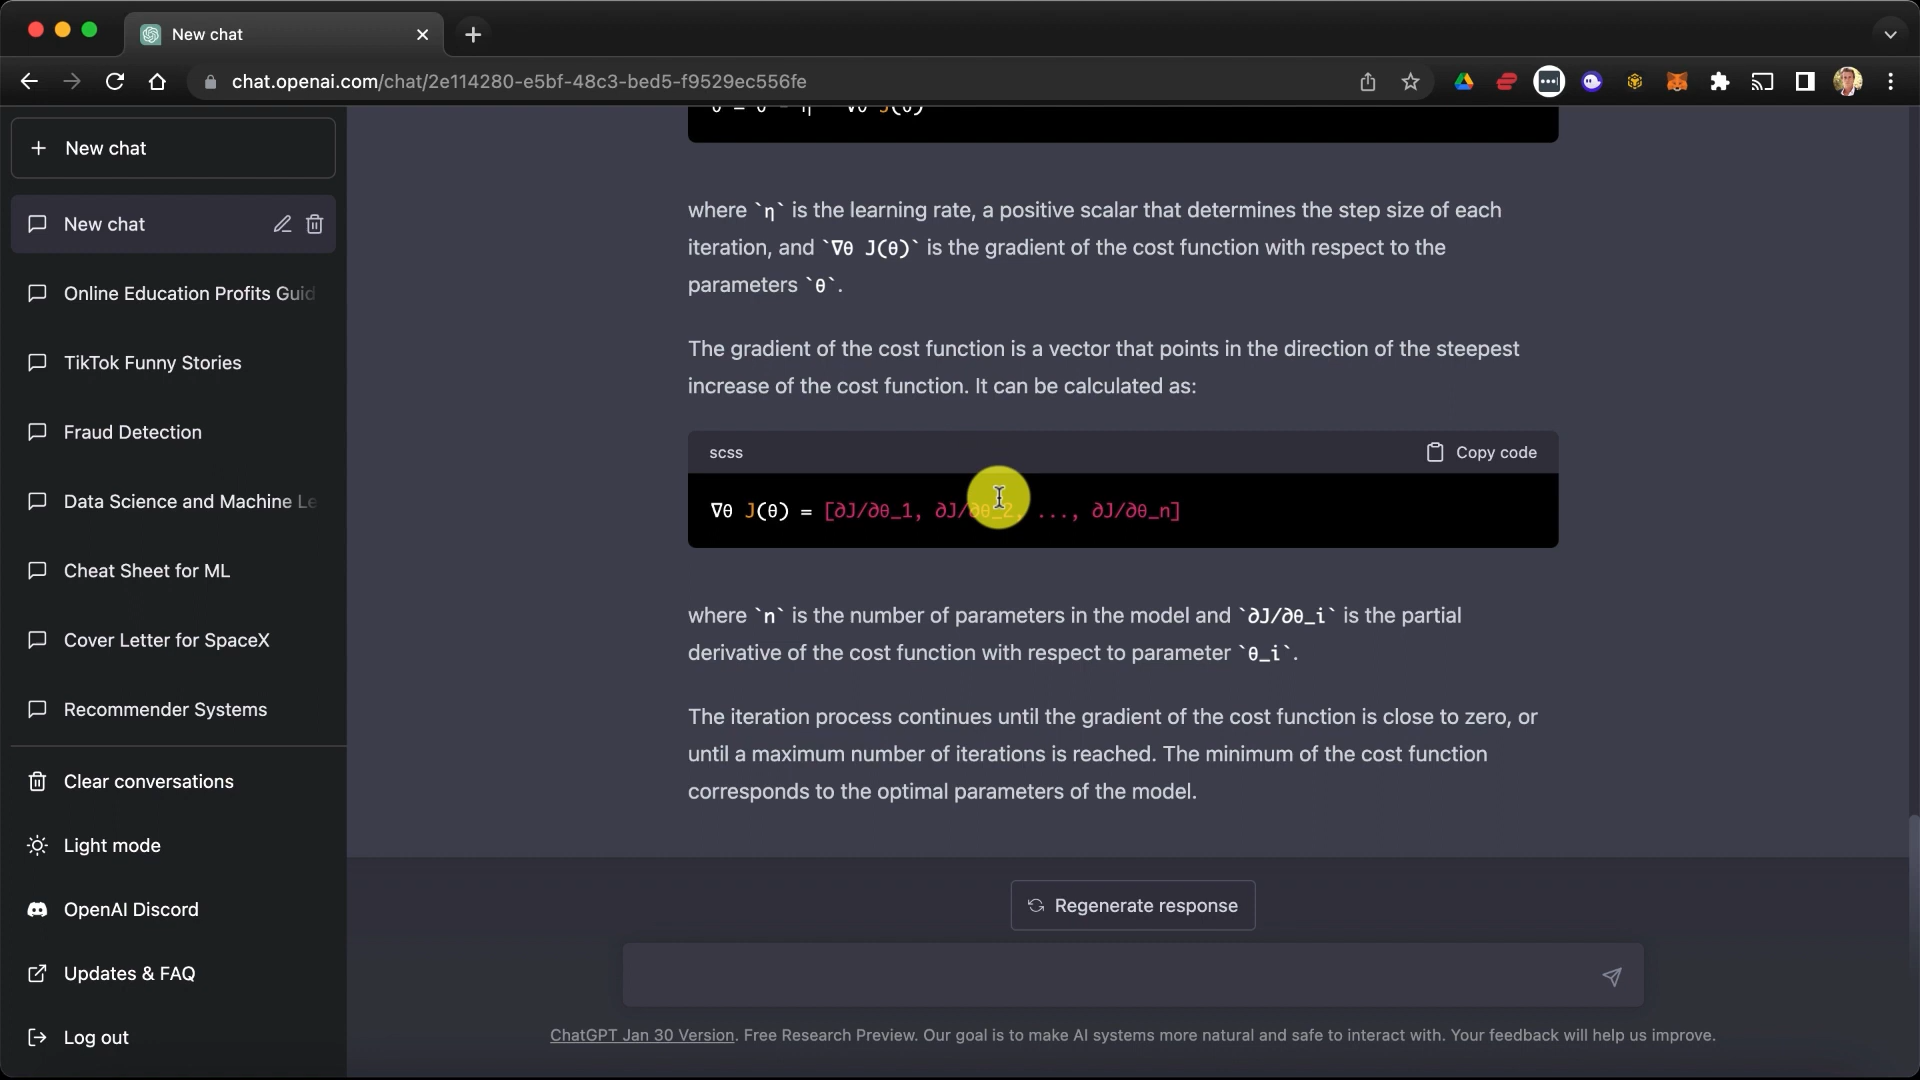 New chat
chat.openai.com/chat/2e114280-e5bf-48c3-bed5-f9529ec556fe
New chat
New chat
Online Education Profits Guid
TikTok Funny Stories
Fraud Detection
Data Science and Machine Le
Cheat Sheet for ML
Cover Letter for SpaceX
Recommender Systems
Clear conversations
Light mode
OpenAI Discord
Updates & FAQ
Log out
θ = θ - η * ∇θ J(θ)
where `η` is the learning rate, a positive scalar that determines the step size of each
iteration, and `∇θ J(θ)` is the gradient of the cost function with respect to the
parameters `θ`.
The gradient of the cost function is a vector that points in the direction of the steepest
increase of the cost function. It can be calculated as:
scss
Copy code
∇θ J(θ) = [∂J/∂θ_1, ∂J/∂θ_2, ..., ∂J/∂θ_n]
where `n` is the number of parameters in the model and `∂J/∂θ_i` is the partial
derivative of the cost function with respect to parameter `θ_i`.
The iteration process continues until the gradient of the cost function is close to zero, or
until a maximum number of iterations is reached. The minimum of the cost function
corresponds to the optimal parameters of the model.
Regenerate response
ChatGPT Jan 30 Version. Free Research Preview. Our goal is to make AI systems more natural and safe to interact with. Your feedback will help us improve.